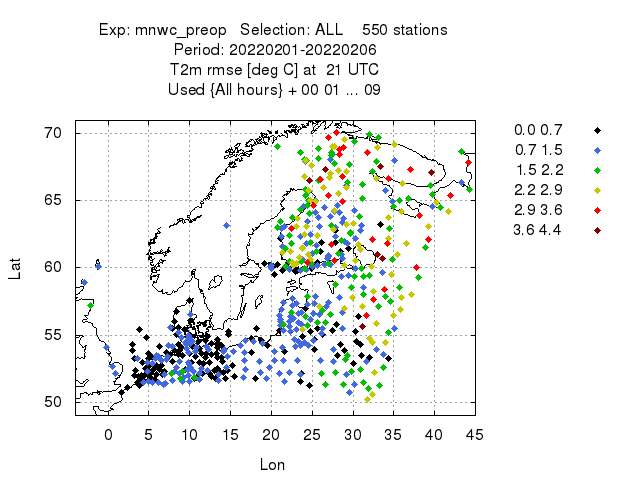 Exp: mnwc_preop   Selection: ALL    550 stations
Period: 20220201-20220206
T2m rmse [deg C] at  21 UTC
Used {All hours} + 00 01 ... 09
0.0 0.7
0.7 1.5
1.5 2.2
2.2 2.9
2.9 3.6
3.6 4.4
70
65
60
55
50
Lat
0 5 10 15 20 25 30 35 40 45
Lon